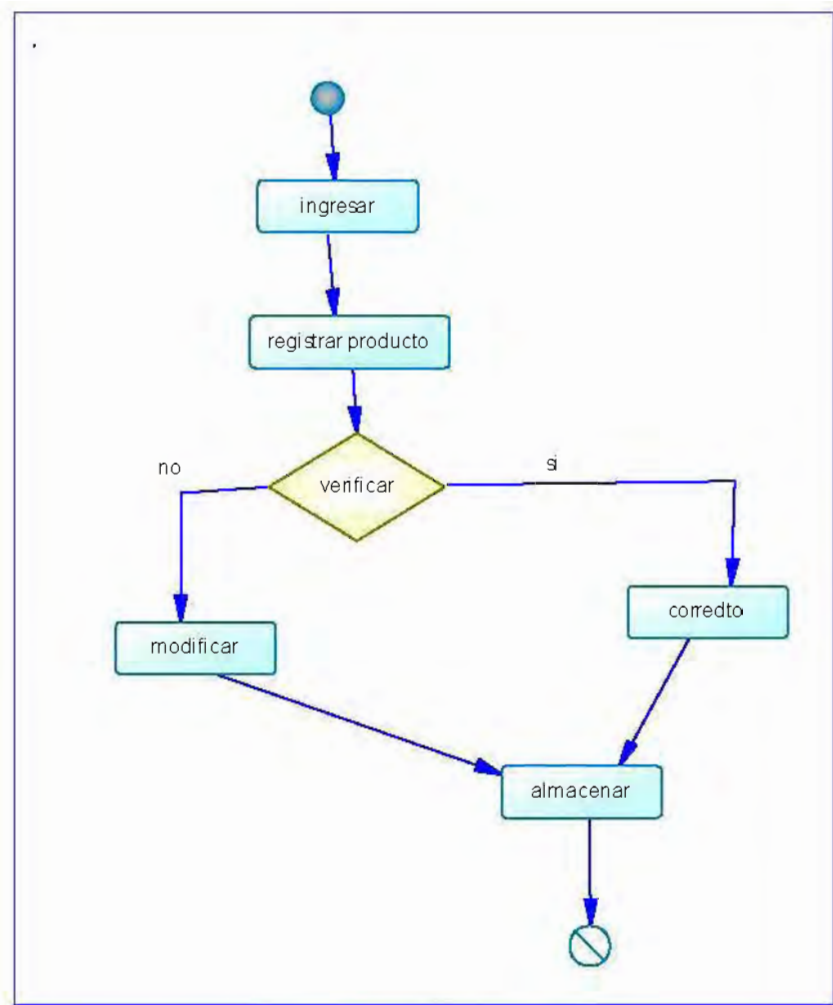 ingresar
registrar producto
verificar
no
si
modificar
corredto
almacenar